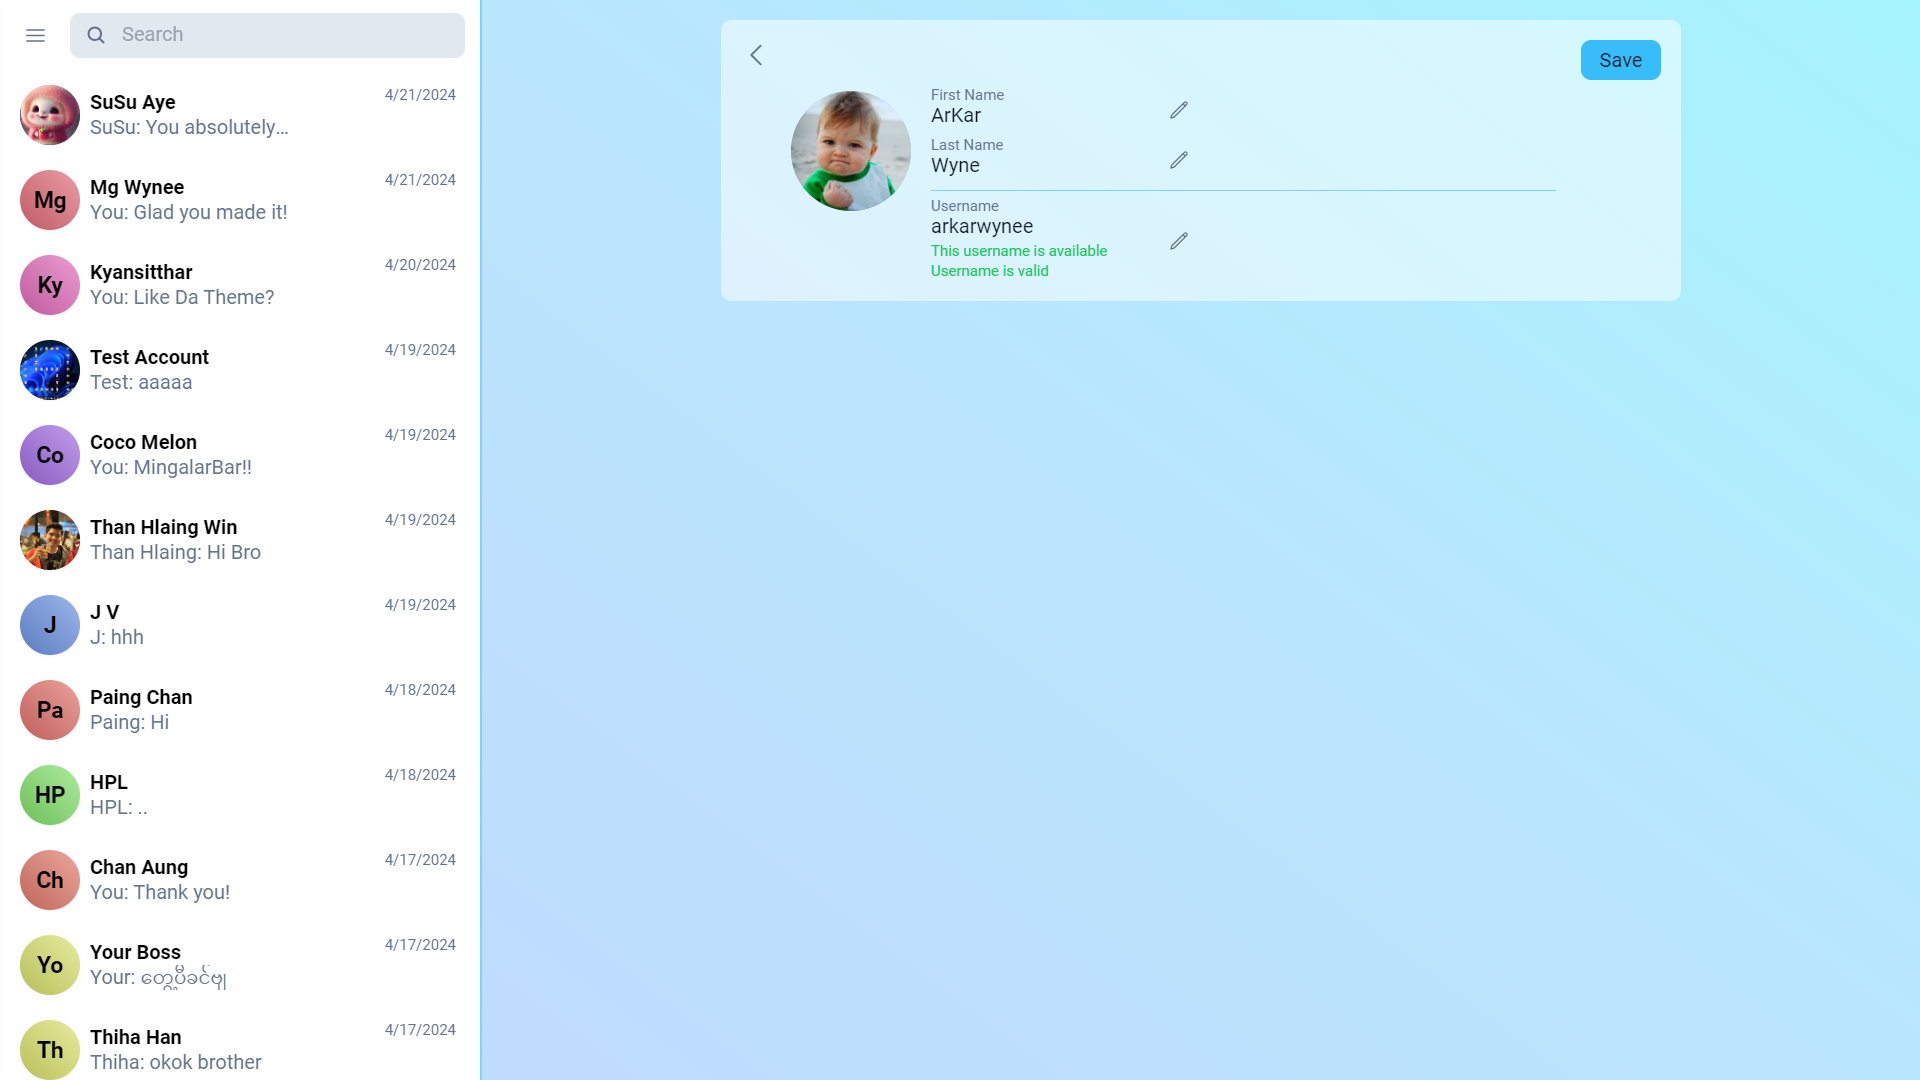 Search
SuSu Aye
4/21/2024
SuSu: You absolutely...
Mg
Mg Wynee
4/21/2024
You: Glad you made it!
Ky
Kyansitthar
4/20/2024
You: Like Da Theme?
Test Account
4/19/2024
Test: aaaaa
Co
Coco Melon
4/19/2024
You: MingalarBar!!
Than Hlaing Win
4/19/2024
Than Hlaing: Hi Bro
J
J V
4/19/2024
J: hhh
Pa
Paing Chan
4/18/2024
Paing: Hi
HP
HPL
4/18/2024
HPL: ..
Ch
Chan Aung
4/17/2024
You: Thank you!
Yo
Your Boss
4/17/2024
Your: တွေ့ပီခင်ဗျ
Th
Thiha Han
4/17/2024
Thiha: okok brother
Save
First Name
ArKar
Last Name
Wyne
Username
arkarwynee
This username is available
Username is valid